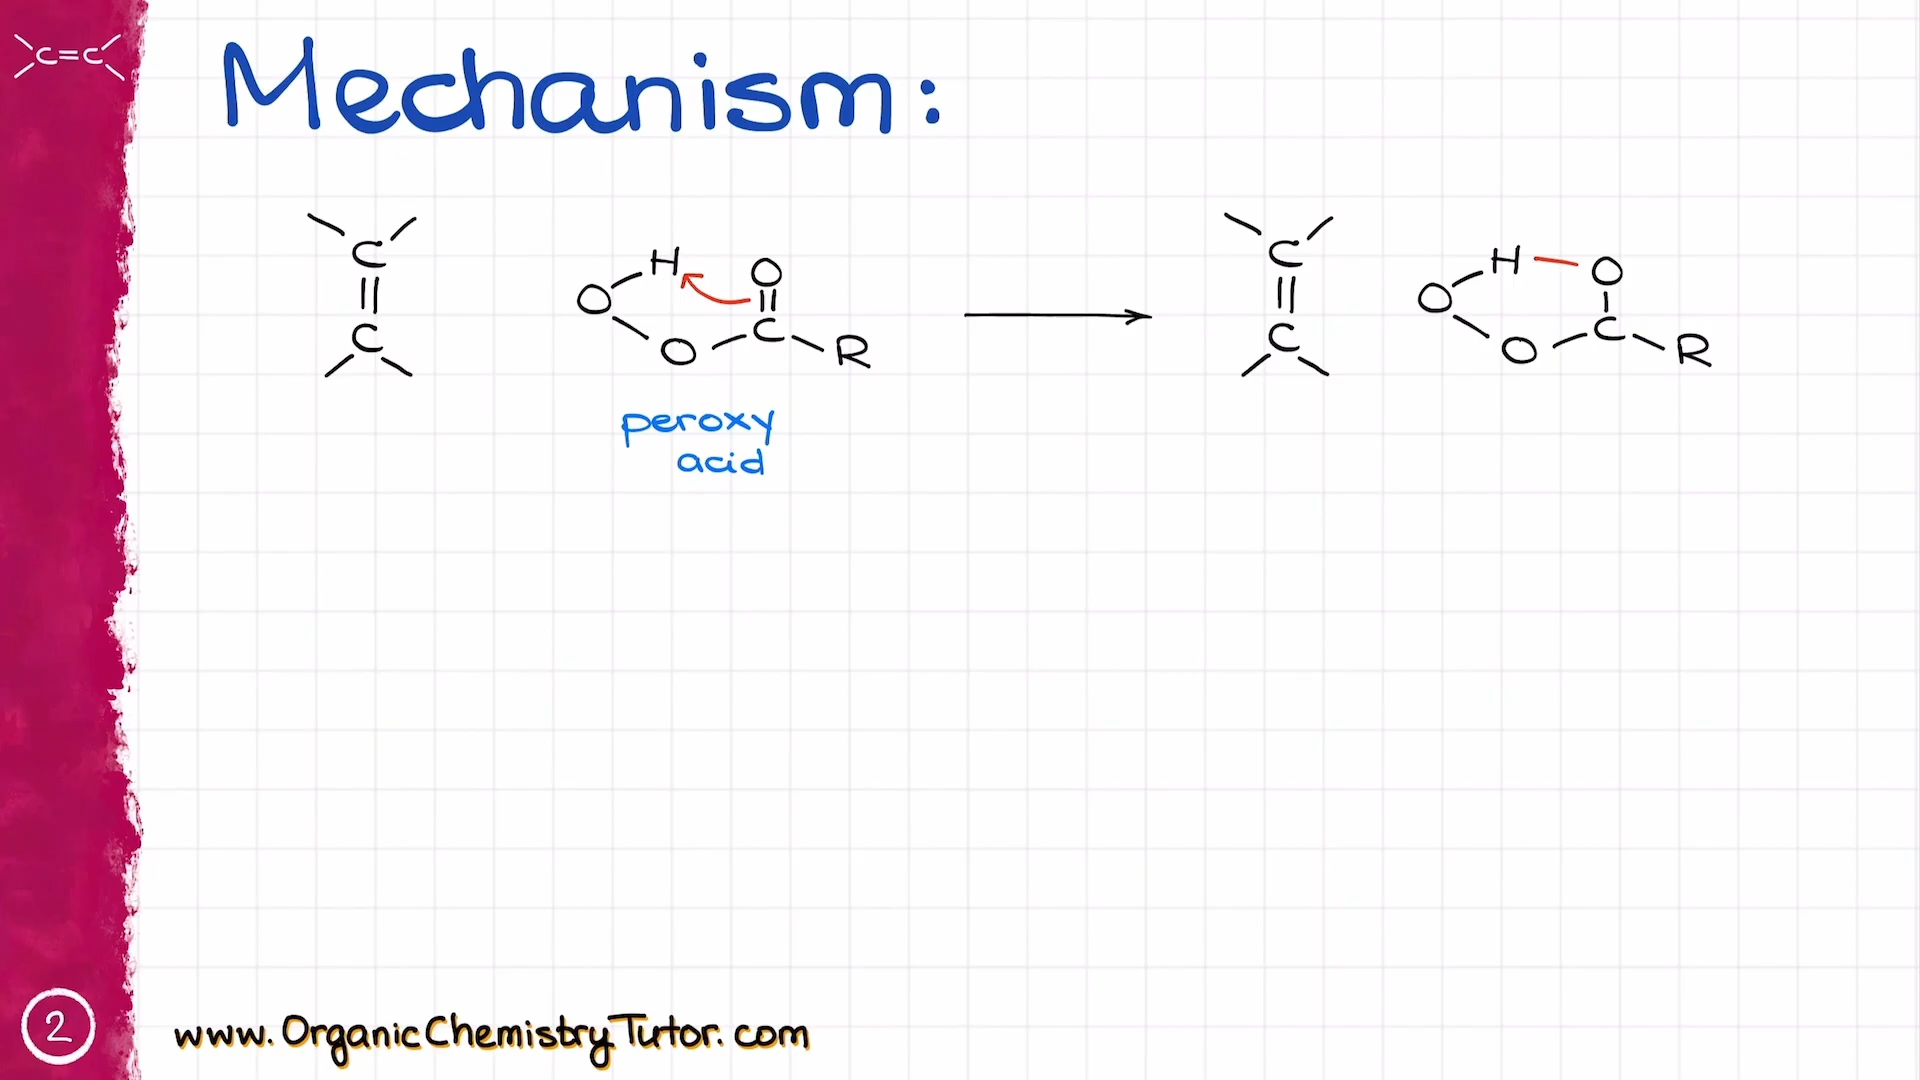 C=C
Mechanism:
C
C
H
O
O
O
C
R
C
C
H
O
O
O
C
R
peroxy
acid
2
www.OrganicChemistryTutor.com